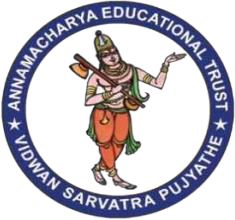 ANNAMACHARYA EDUCATIONAL TRUST
★ VIDWAN SARVATRA PUJYATHE ★